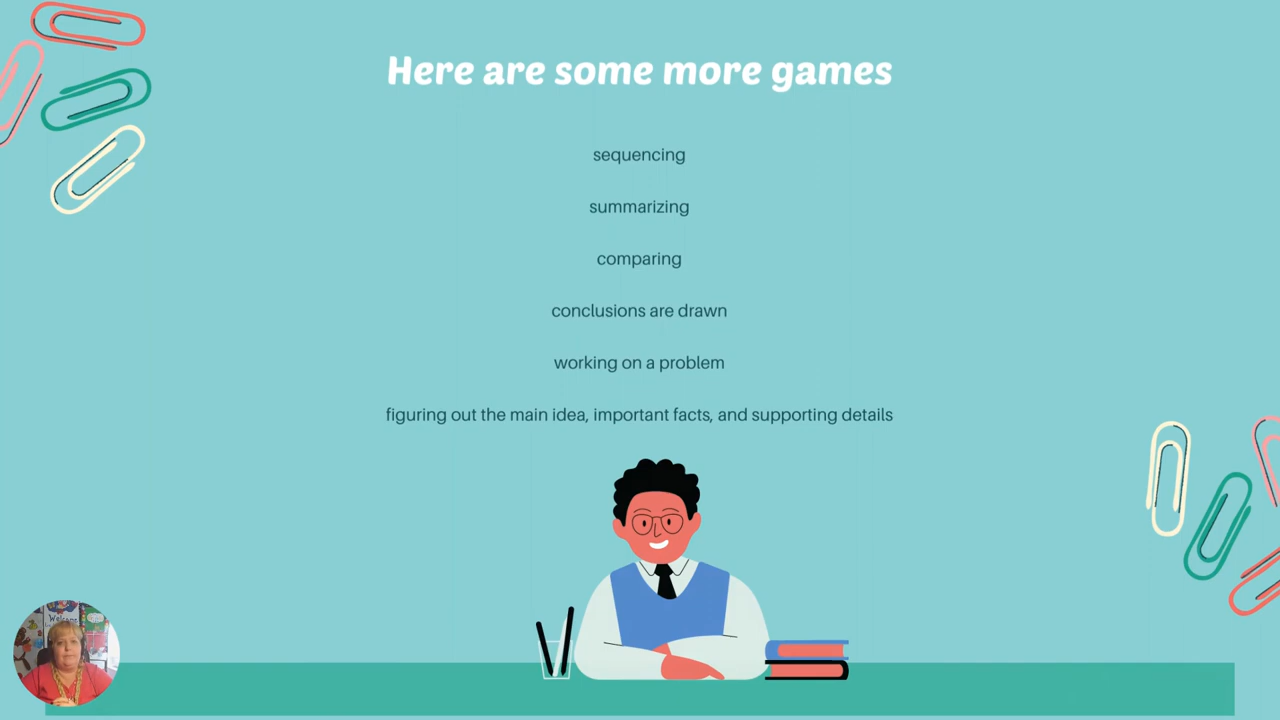 Here are some more games
sequencing
summarizing
comparing
conclusions are drawn
working on a problem
figuring out the main idea, important facts, and supporting details
Welcome